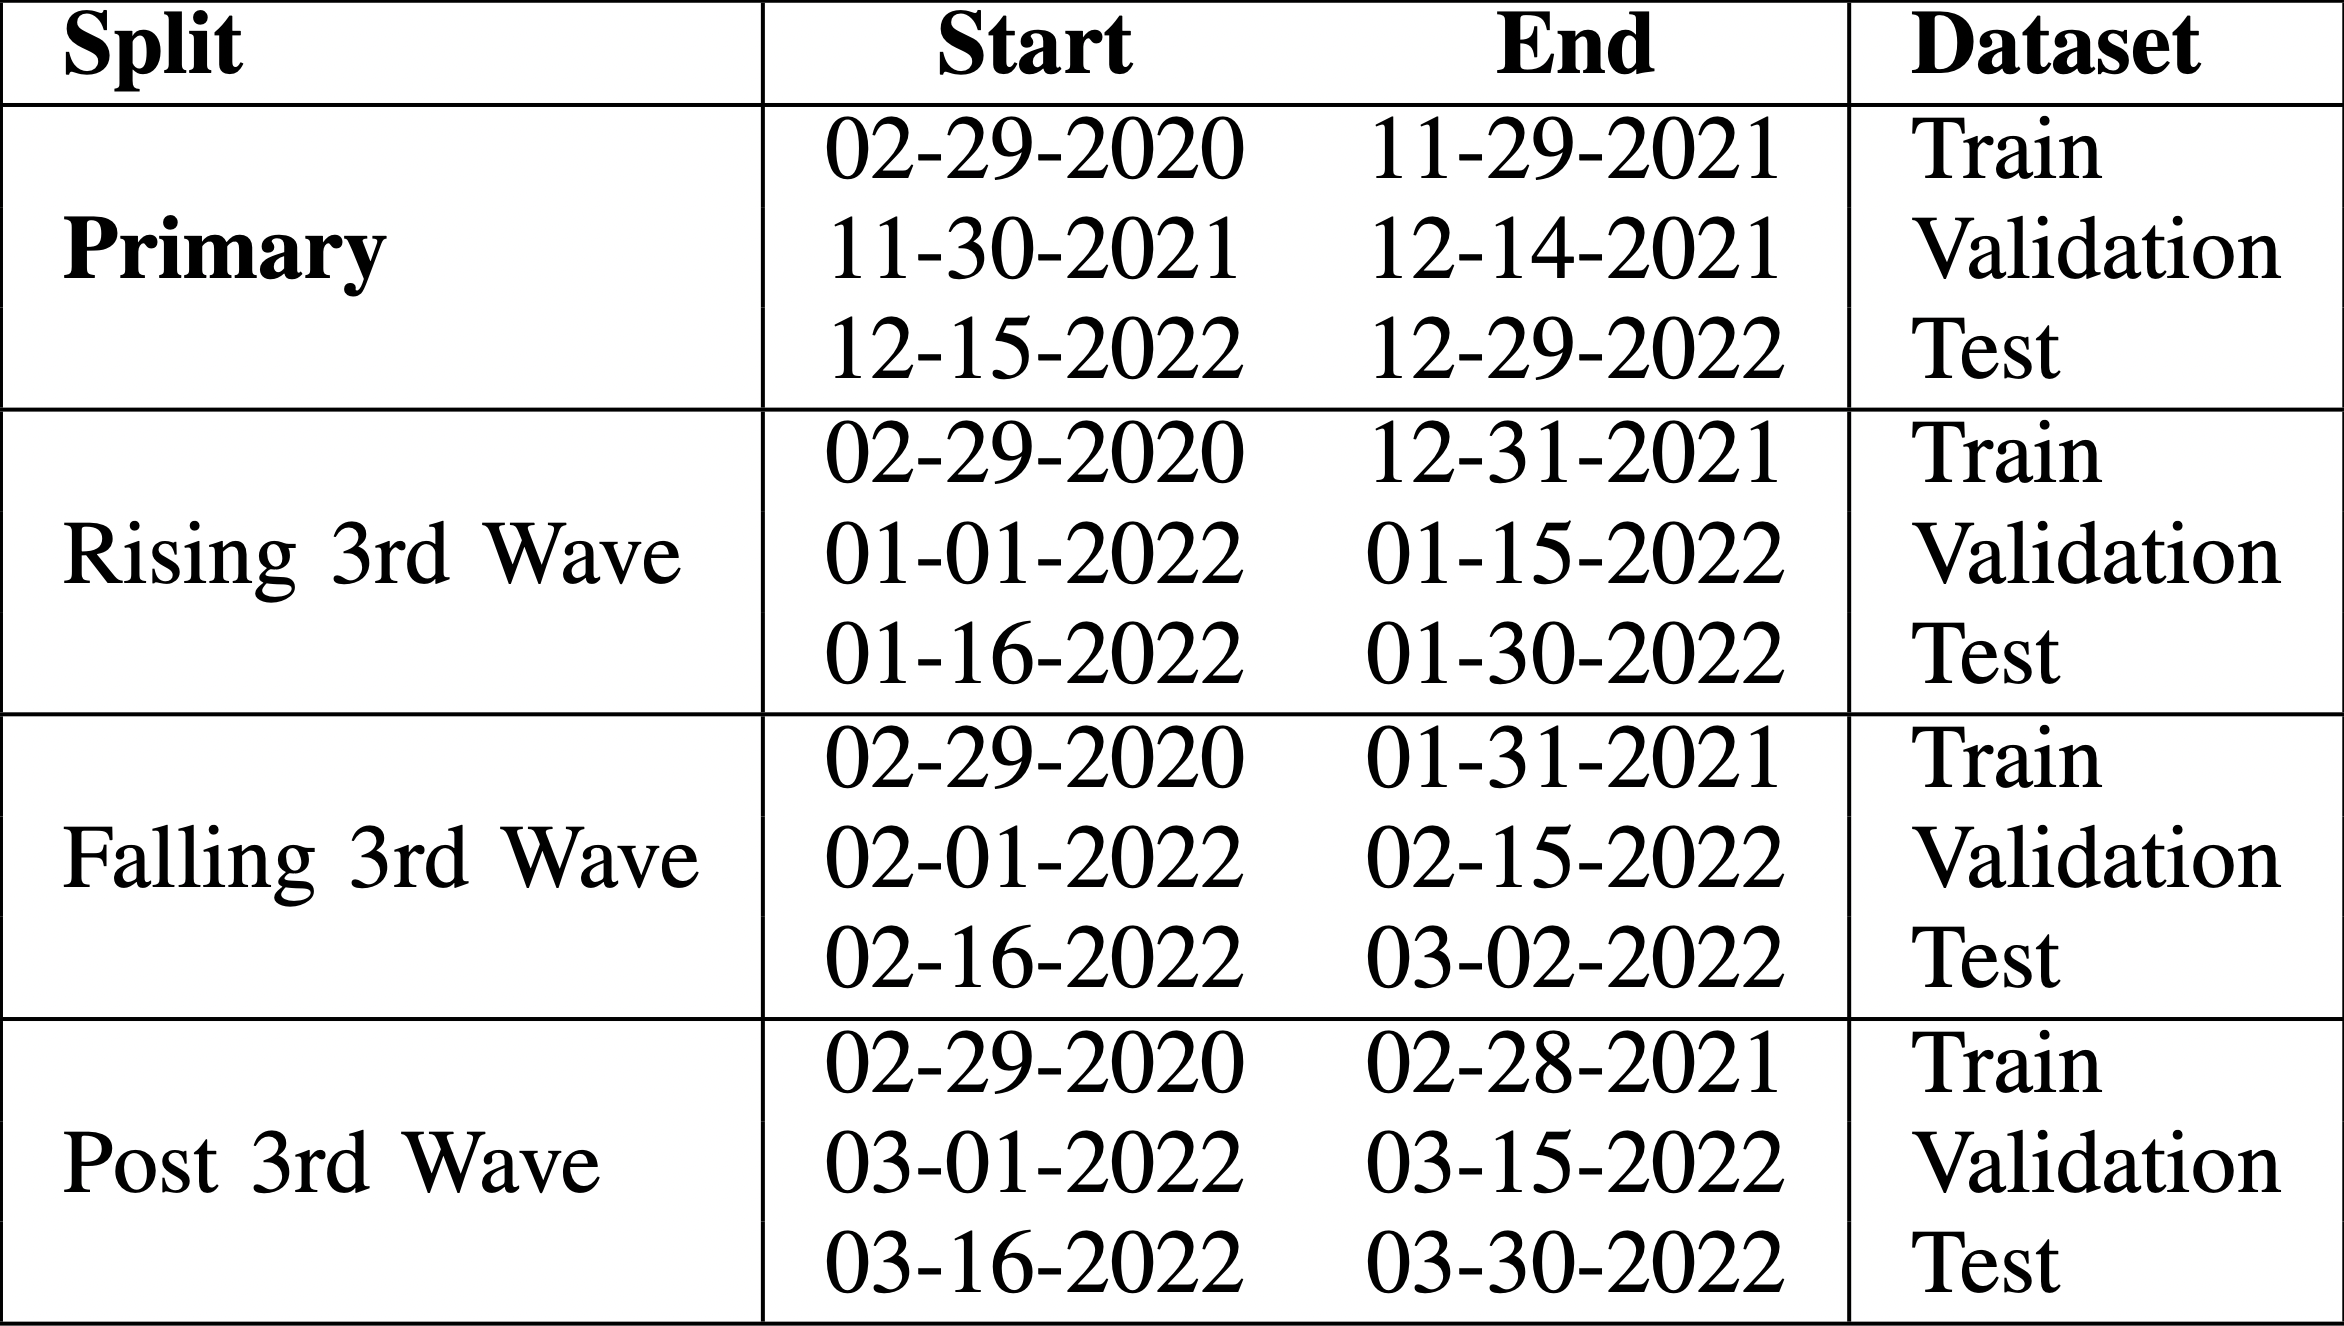 Split Start End Dataset
02-29-2020 11-29-2021 Train
Primary 11-30-2021 12-14-2021 Validation
12-15-2022 12-29-2022 Test
02-29-2020 12-31-2021 Train
Rising 3rd Wave 01-01-2022 01-15-2022 Validation
01-16-2022 01-30-2022 Test
02-29-2020 01-31-2021 Train
Falling 3rd Wave 02-01-2022 02-15-2022 Validation
02-16-2022 03-02-2022 Test
02-29-2020 02-28-2021 Train
Post 3rd Wave 03-01-2022 03-15-2022 Validation
03-16-2022 03-30-2022 Test